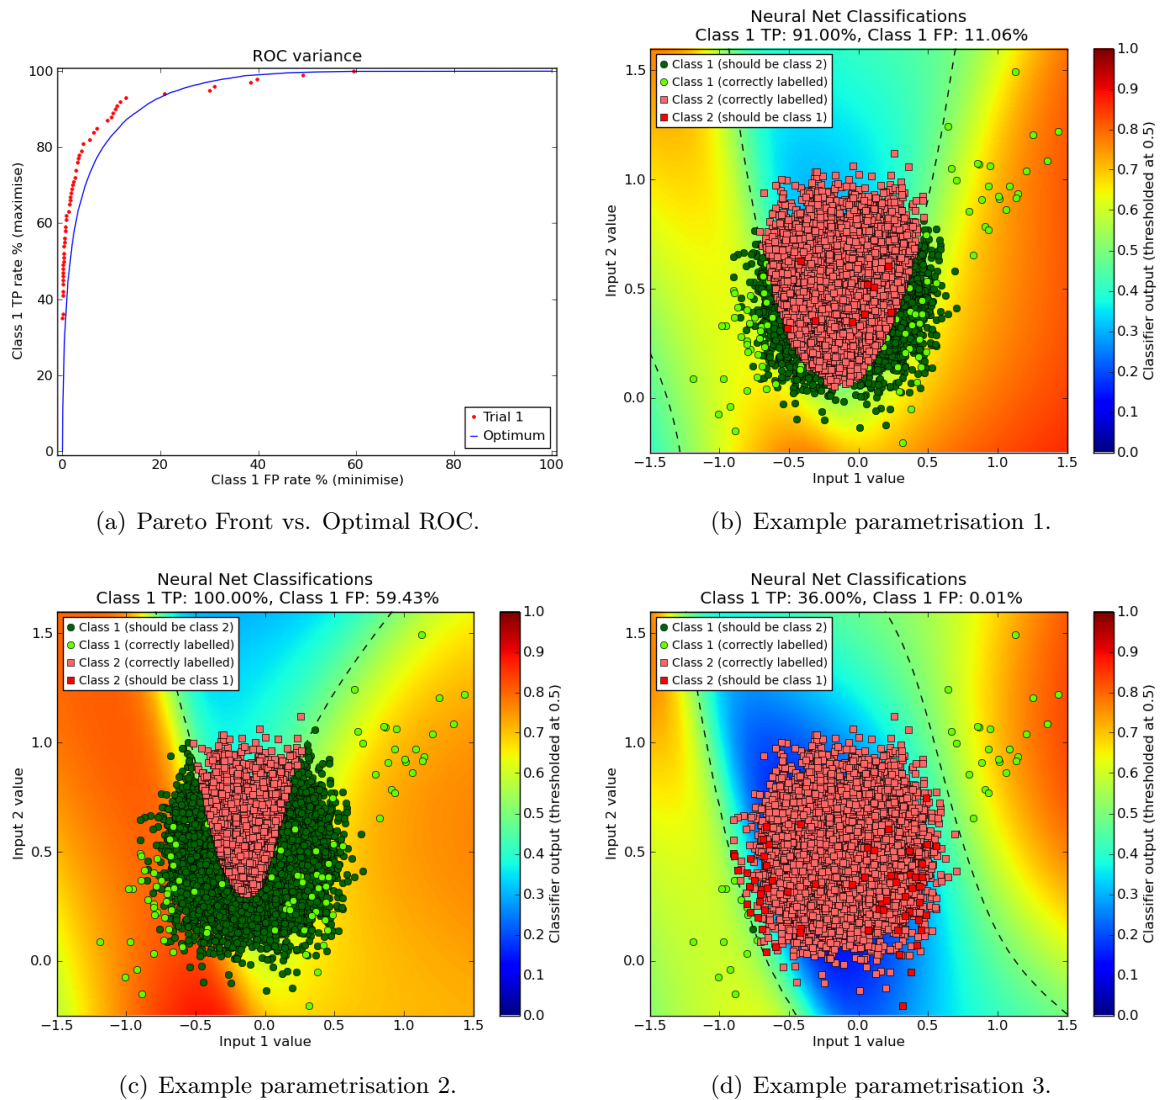 ROC variance
100
80
60
40
20
0
0
20
40
60
80
100
Class 1 TP rate % (maximise)
Class 1 FP rate % (minimise)
Trial 1
Optimum
(a) Pareto Front vs. Optimal ROC.
Neural Net Classifications
Class 1 TP: 91.00%, Class 1 FP: 11.06%
Class 1 (should be class 2)
Class 1 (correctly labelled)
Class 2 (correctly labelled)
Class 2 (should be class 1)
1.5
1.0
0.5
0.0
−1.5
−1.0
−0.5
0.0
0.5
1.0
1.5
Input 2 value
Input 1 value
1.0
0.9
0.8
0.7
0.6
0.5
0.4
0.3
0.2
0.1
0.0
Classifier output (thresholded at 0.5)
(b) Example parametrisation 1.
Neural Net Classifications
Class 1 TP: 100.00%, Class 1 FP: 59.43%
Class 1 (should be class 2)
Class 1 (correctly labelled)
Class 2 (correctly labelled)
Class 2 (should be class 1)
1.5
1.0
0.5
0.0
−1.5
−1.0
−0.5
0.0
0.5
1.0
1.5
Input 2 value
Input 1 value
1.0
0.9
0.8
0.7
0.6
0.5
0.4
0.3
0.2
0.1
0.0
Classifier output (thresholded at 0.5)
(c) Example parametrisation 2.
Neural Net Classifications
Class 1 TP: 36.00%, Class 1 FP: 0.01%
Class 1 (should be class 2)
Class 1 (correctly labelled)
Class 2 (correctly labelled)
Class 2 (should be class 1)
1.5
1.0
0.5
0.0
−1.5
−1.0
−0.5
0.0
0.5
1.0
1.5
Input 2 value
Input 1 value
1.0
0.9
0.8
0.7
0.6
0.5
0.4
0.3
0.2
0.1
0.0
Classifier output (thresholded at 0.5)
(d) Example parametrisation 3.